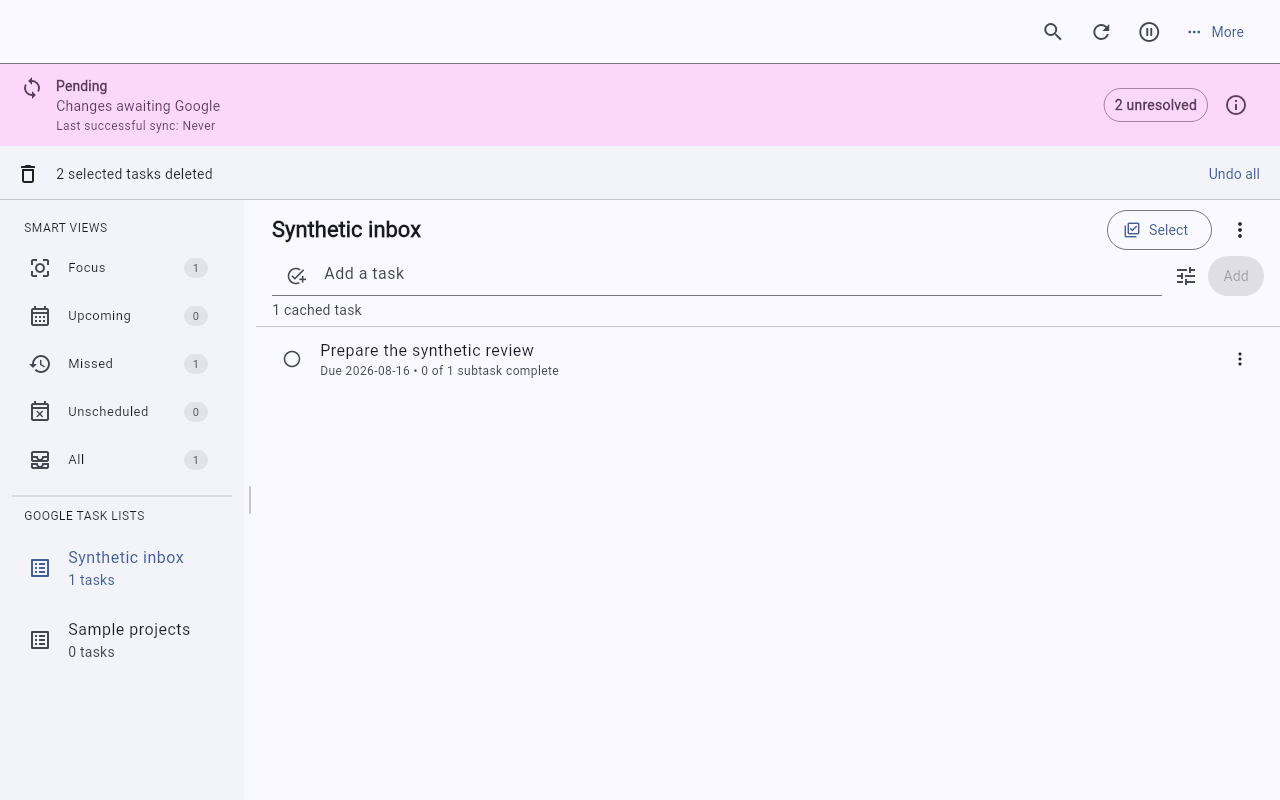 More
Pending
Changes awaiting Google
Last successful sync: Never
2 unresolved
2 selected tasks deleted
Undo all
SMART VIEWS
Focus 1
Upcoming 0
Missed 1
Unscheduled 0
All 1
GOOGLE TASK LISTS
Synthetic inbox
1 tasks
Sample projects
0 tasks
Synthetic inbox
Select
Add a task
Add
1 cached task
Prepare the synthetic review
Due 2026-08-16 • 0 of 1 subtask complete